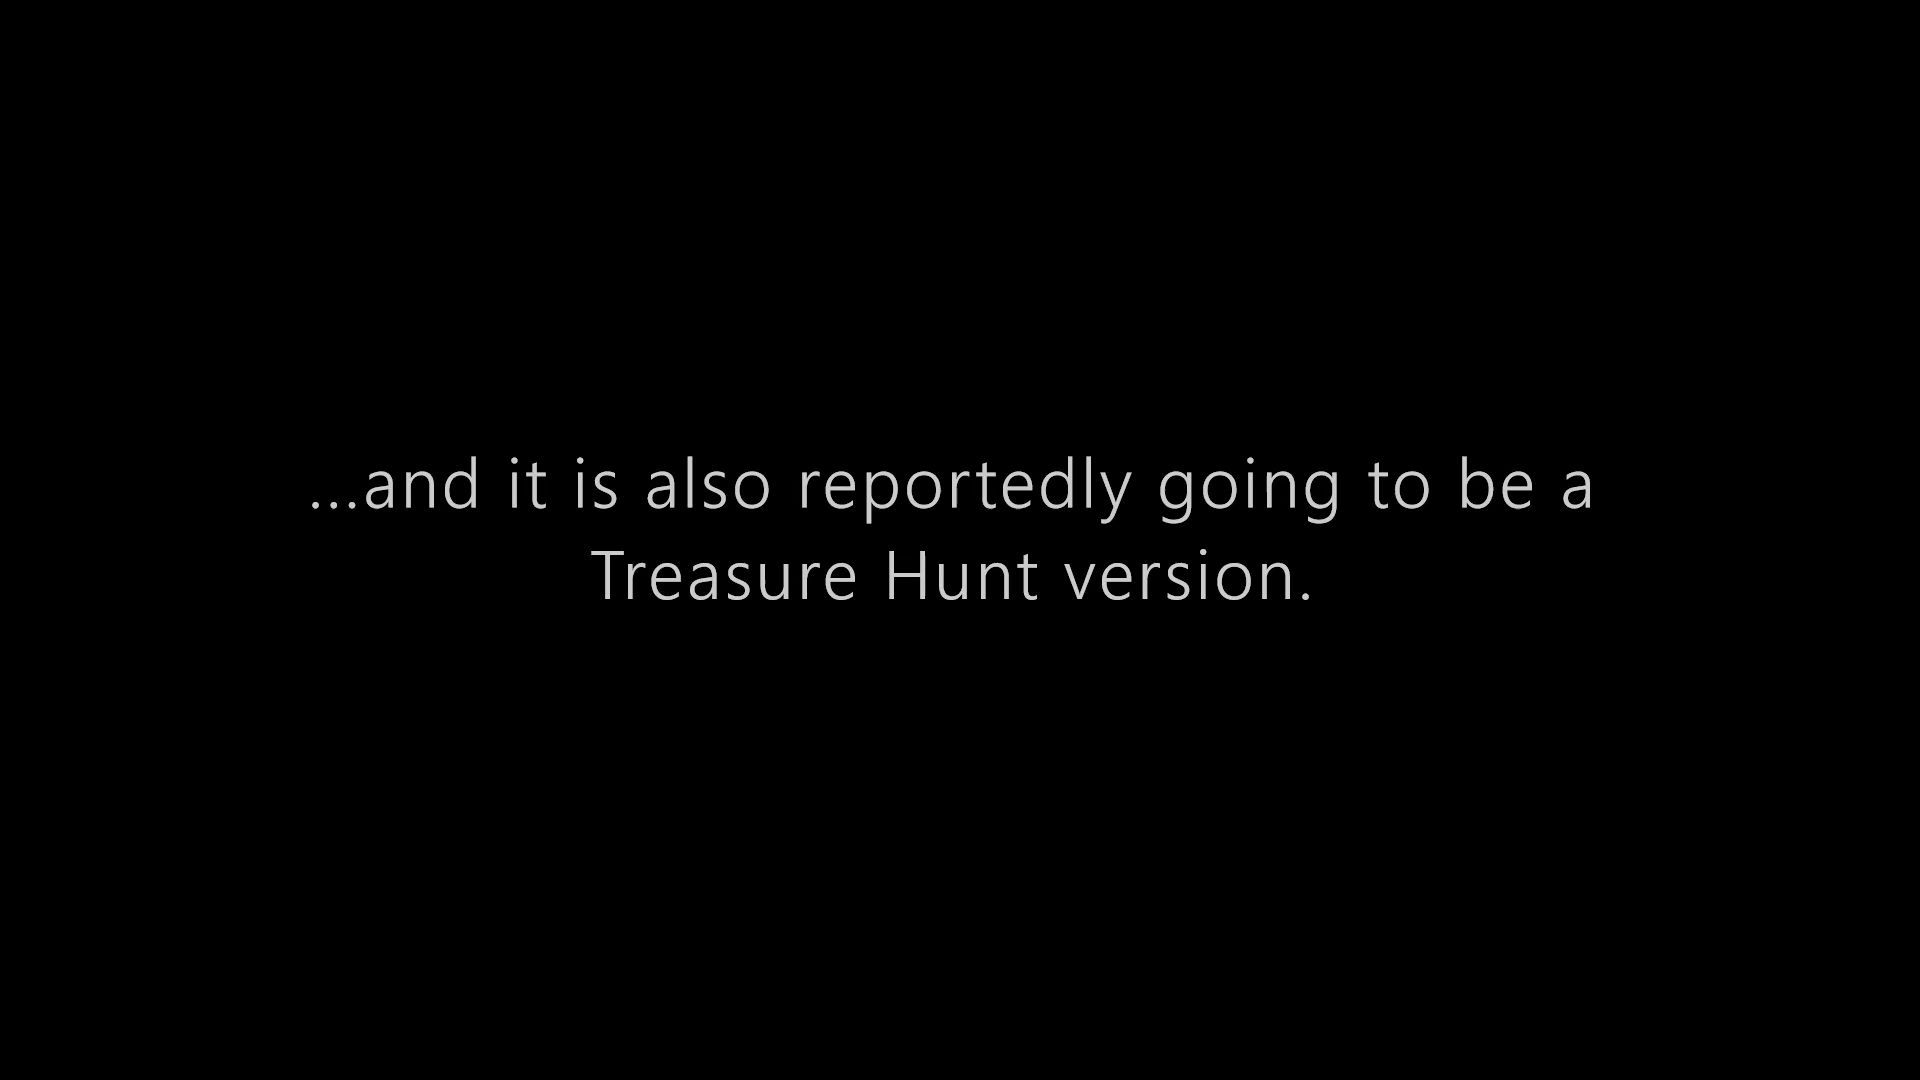 ...and it is also reportedly going to be a
Treasure Hunt version.